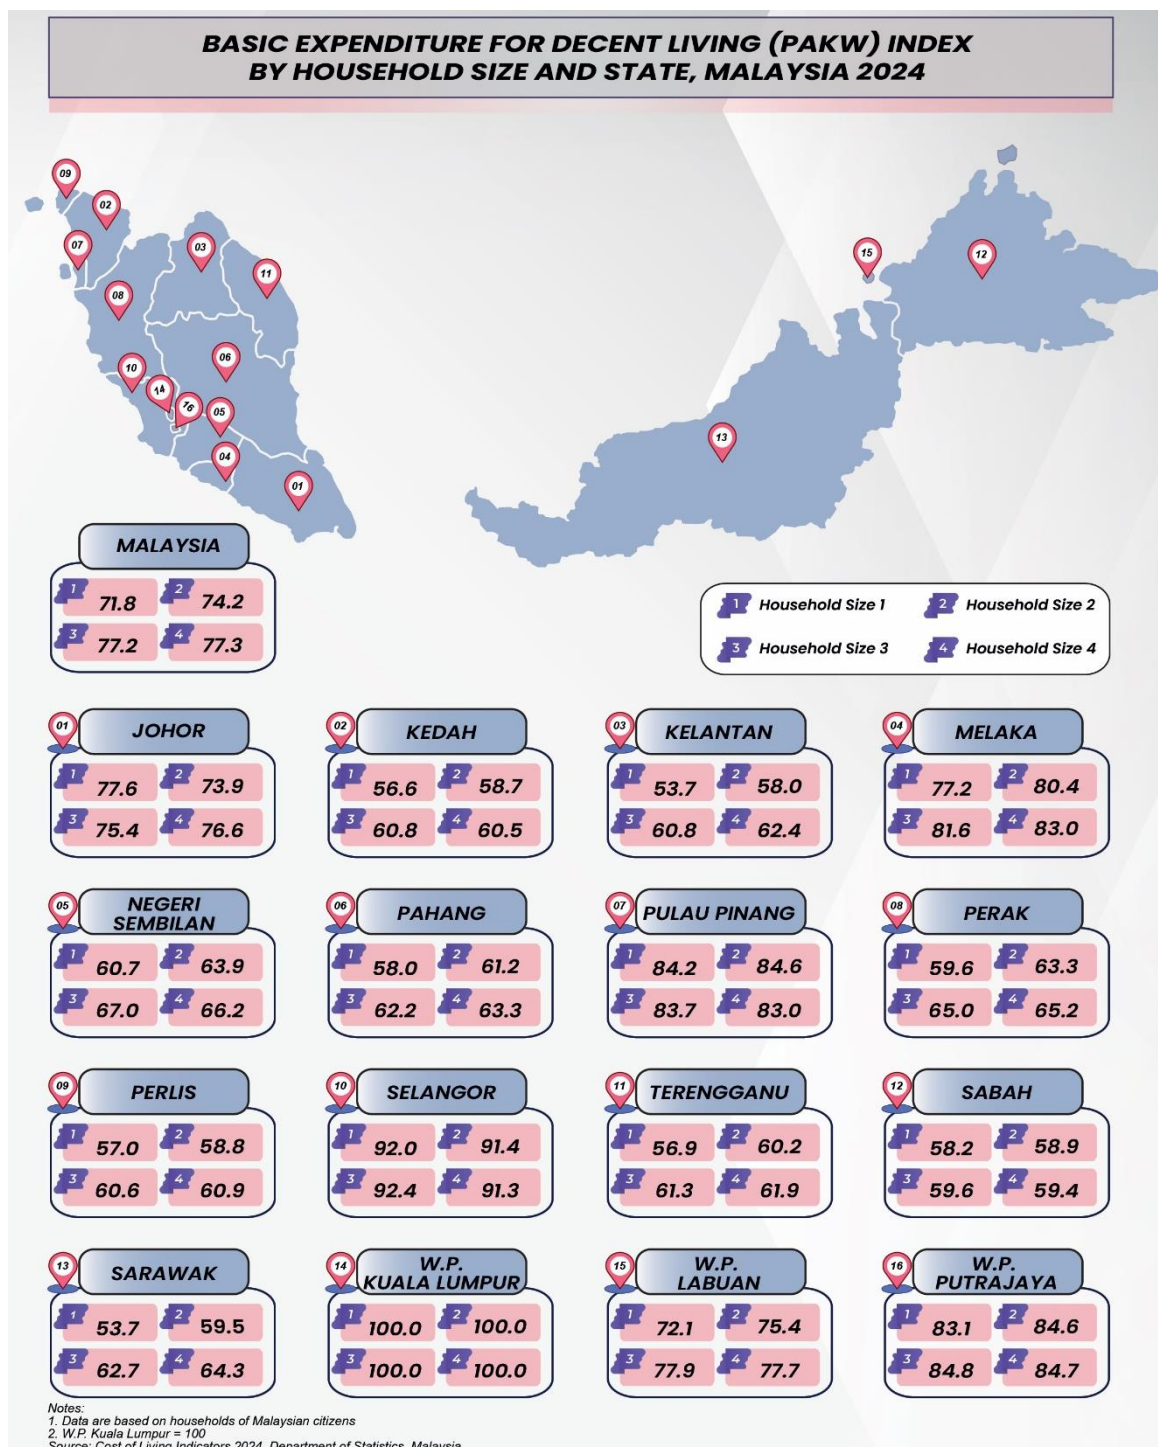 BASIC EXPENDITURE FOR DECENT LIVING (PAKW) INDEX
BY HOUSEHOLD SIZE AND STATE, MALAYSIA 2024
09
02
07
03
11
08
06
10
14
16
05
04
01
15
12
13
MALAYSIA
1 71.8 2 74.2
3 77.2 4 77.3
1 Household Size 1 2 Household Size 2
3 Household Size 3 4 Household Size 4
01 JOHOR
1 77.6 2 73.9
3 75.4 4 76.6
02 KEDAH
1 56.6 2 58.7
3 60.8 4 60.5
03 KELANTAN
1 53.7 2 58.0
3 60.8 4 62.4
04 MELAKA
1 77.2 2 80.4
3 81.6 4 83.0
05 NEGERI
SEMBILAN
1 60.7 2 63.9
3 67.0 4 66.2
06 PAHANG
1 58.0 2 61.2
3 62.2 4 63.3
07 PULAU PINANG
1 84.2 2 84.6
3 83.7 4 83.0
08 PERAK
1 59.6 2 63.3
3 65.0 4 65.2
09 PERLIS
1 57.0 2 58.8
3 60.6 4 60.9
10 SELANGOR
1 92.0 2 91.4
3 92.4 4 91.3
11 TERENGGANU
1 56.9 2 60.2
3 61.3 4 61.9
12 SABAH
1 58.2 2 58.9
3 59.6 4 59.4
13 SARAWAK
1 53.7 2 59.5
3 62.7 4 64.3
14 W.P.
KUALA LUMPUR
1 100.0 2 100.0
3 100.0 4 100.0
15 W.P.
LABUAN
1 72.1 2 75.4
3 77.9 4 77.7
16 W.P.
PUTRAJAYA
1 83.1 2 84.6
3 84.8 4 84.7
Notes:
1. Data are based on households of Malaysian citizens
2. W.P. Kuala Lumpur = 100
Source: Cost of Living Indicators 2024, Department of Statistics, Malaysia